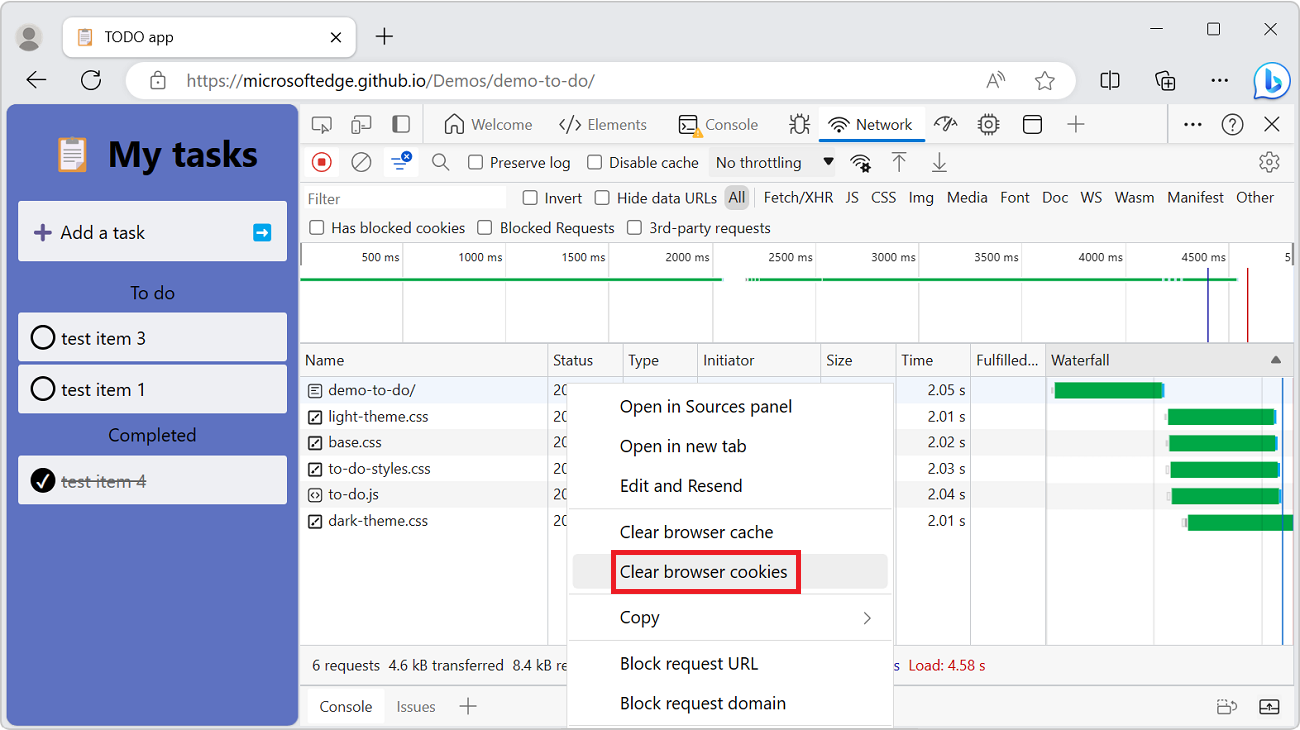 TODO app
https://microsoftedge.github.io/Demos/demo-to-do/
My tasks
Add a task
To do
test item 3
test item 1
Completed
test item 4
Welcome Elements Console Network
Preserve log Disable cache No throttling
Filter Invert Hide data URLs All Fetch/XHR JS CSS Img Media Font Doc WS Wasm Manifest Other
Has blocked cookies Blocked Requests 3rd-party requests
500 ms 1000 ms 1500 ms 2000 ms 2500 ms 3000 ms 3500 ms 4000 ms 4500 ms 5
Name Status Type Initiator Size Time Fulfilled... Waterfall
demo-to-do/ 20 2.05 s
light-theme.css 20 2.01 s
base.css 20 2.02 s
to-do-styles.css 20 2.03 s
to-do.js 20 2.04 s
dark-theme.css 20 2.01 s
Open in Sources panel
Open in new tab
Edit and Resend
Clear browser cache
Clear browser cookies
Copy
Block request URL
Block request domain
6 requests 4.6 kB transferred 8.4 kB re s Load: 4.58 s
Console Issues